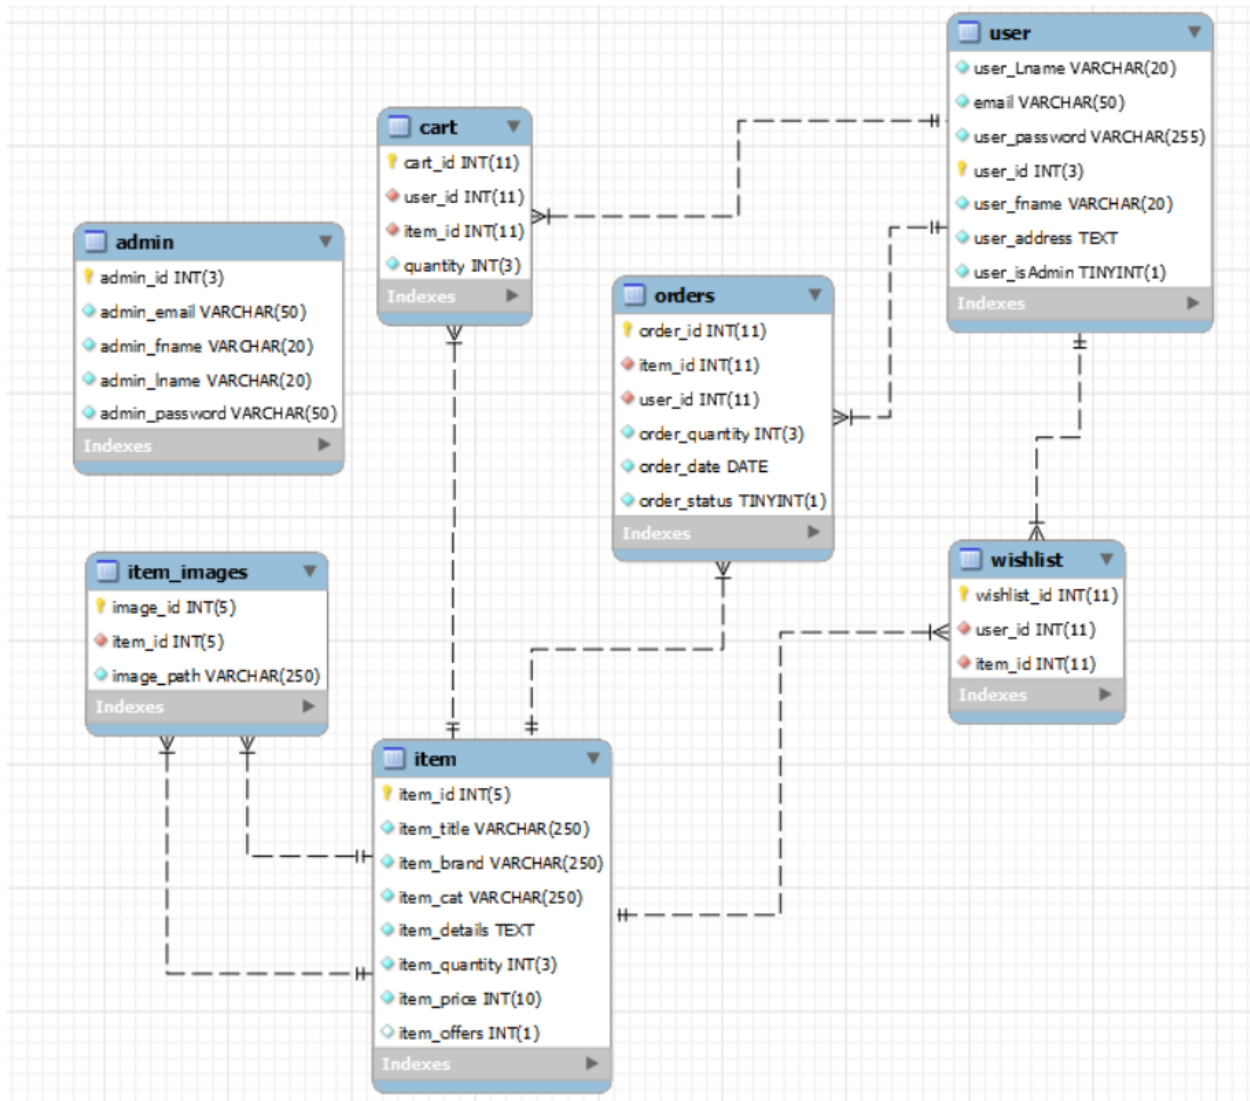 user
user_Lname VARCHAR(20)
email VARCHAR(50)
user_password VARCHAR(255)
user_id INT(3)
user_fname VARCHAR(20)
user_address TEXT
user_isAdmin TINYINT(1)
Indexes
cart
cart_id INT(11)
user_id INT(11)
item_id INT(11)
quantity INT(3)
Indexes
admin
admin_id INT(3)
admin_email VARCHAR(50)
admin_fname VARCHAR(20)
admin_lname VARCHAR(20)
admin_password VARCHAR(50)
Indexes
orders
order_id INT(11)
item_id INT(11)
user_id INT(11)
order_quantity INT(3)
order_date DATE
order_status TINYINT(1)
Indexes
item_images
image_id INT(5)
item_id INT(5)
image_path VARCHAR(250)
Indexes
wishlist
wishlist_id INT(11)
user_id INT(11)
item_id INT(11)
Indexes
item
item_id INT(5)
item_title VARCHAR(250)
item_brand VARCHAR(250)
item_cat VARCHAR(250)
item_details TEXT
item_quantity INT(3)
item_price INT(10)
item_offers INT(1)
Indexes